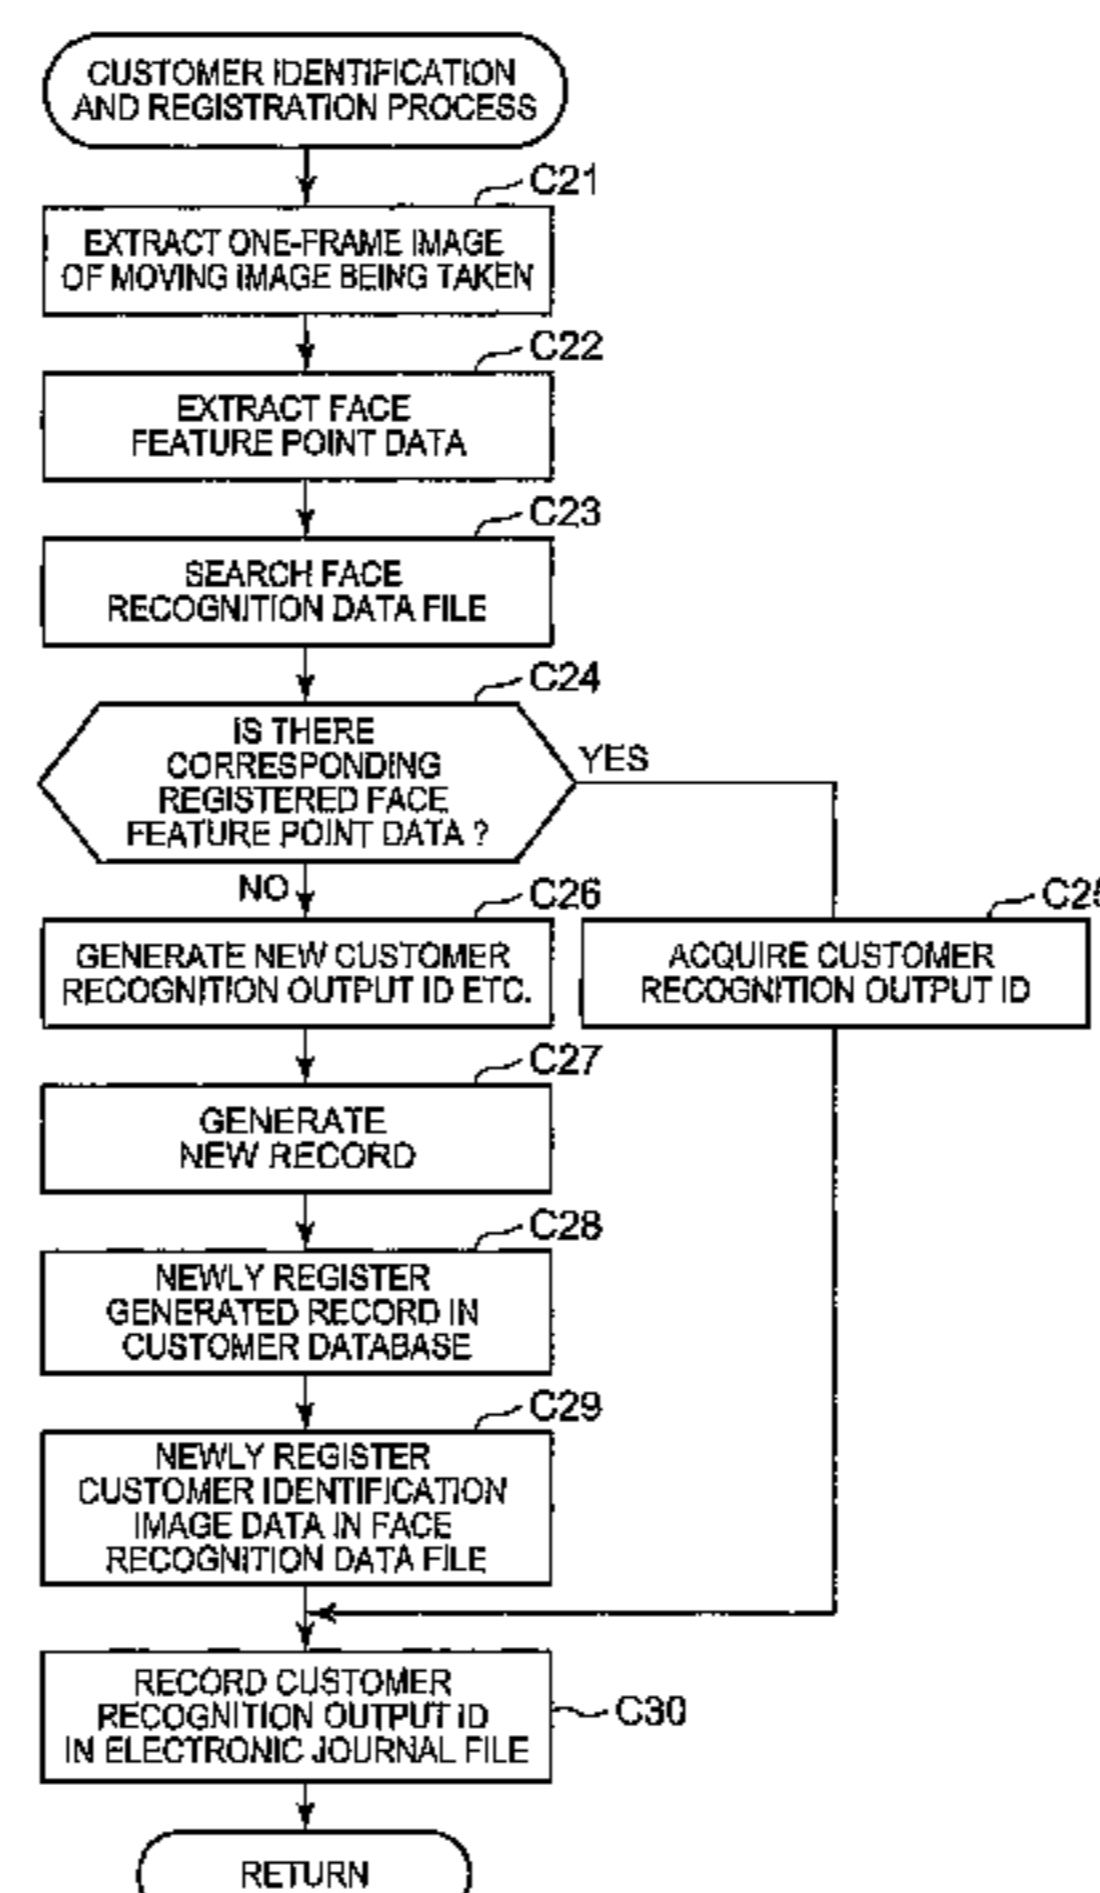 CUSTOMER IDENTIFICATION
AND REGISTRATION PROCESS
C21
EXTRACT ONE-FRAME IMAGE
OF MOVING IMAGE BEING TAKEN
C22
EXTRACT FACE
FEATURE POINT DATA
C23
SEARCH FACE
RECOGNITION DATA FILE
C24
IS THERE
CORRESPONDING
REGISTERED FACE
FEATURE POINT DATA ?
YES
NO
C26
GENERATE NEW CUSTOMER
RECOGNITION OUTPUT ID ETC.
C25
ACQUIRE CUSTOMER
RECOGNITION OUTPUT ID
C27
GENERATE
NEW RECORD
C28
NEWLY REGISTER
GENERATED RECORD IN
CUSTOMER DATABASE
C29
NEWLY REGISTER
CUSTOMER IDENTIFICATION
IMAGE DATA IN FACE
RECOGNITION DATA FILE
RECORD CUSTOMER
RECOGNITION OUTPUT ID
IN ELECTRONIC JOURNAL FILE
C30
RETURN